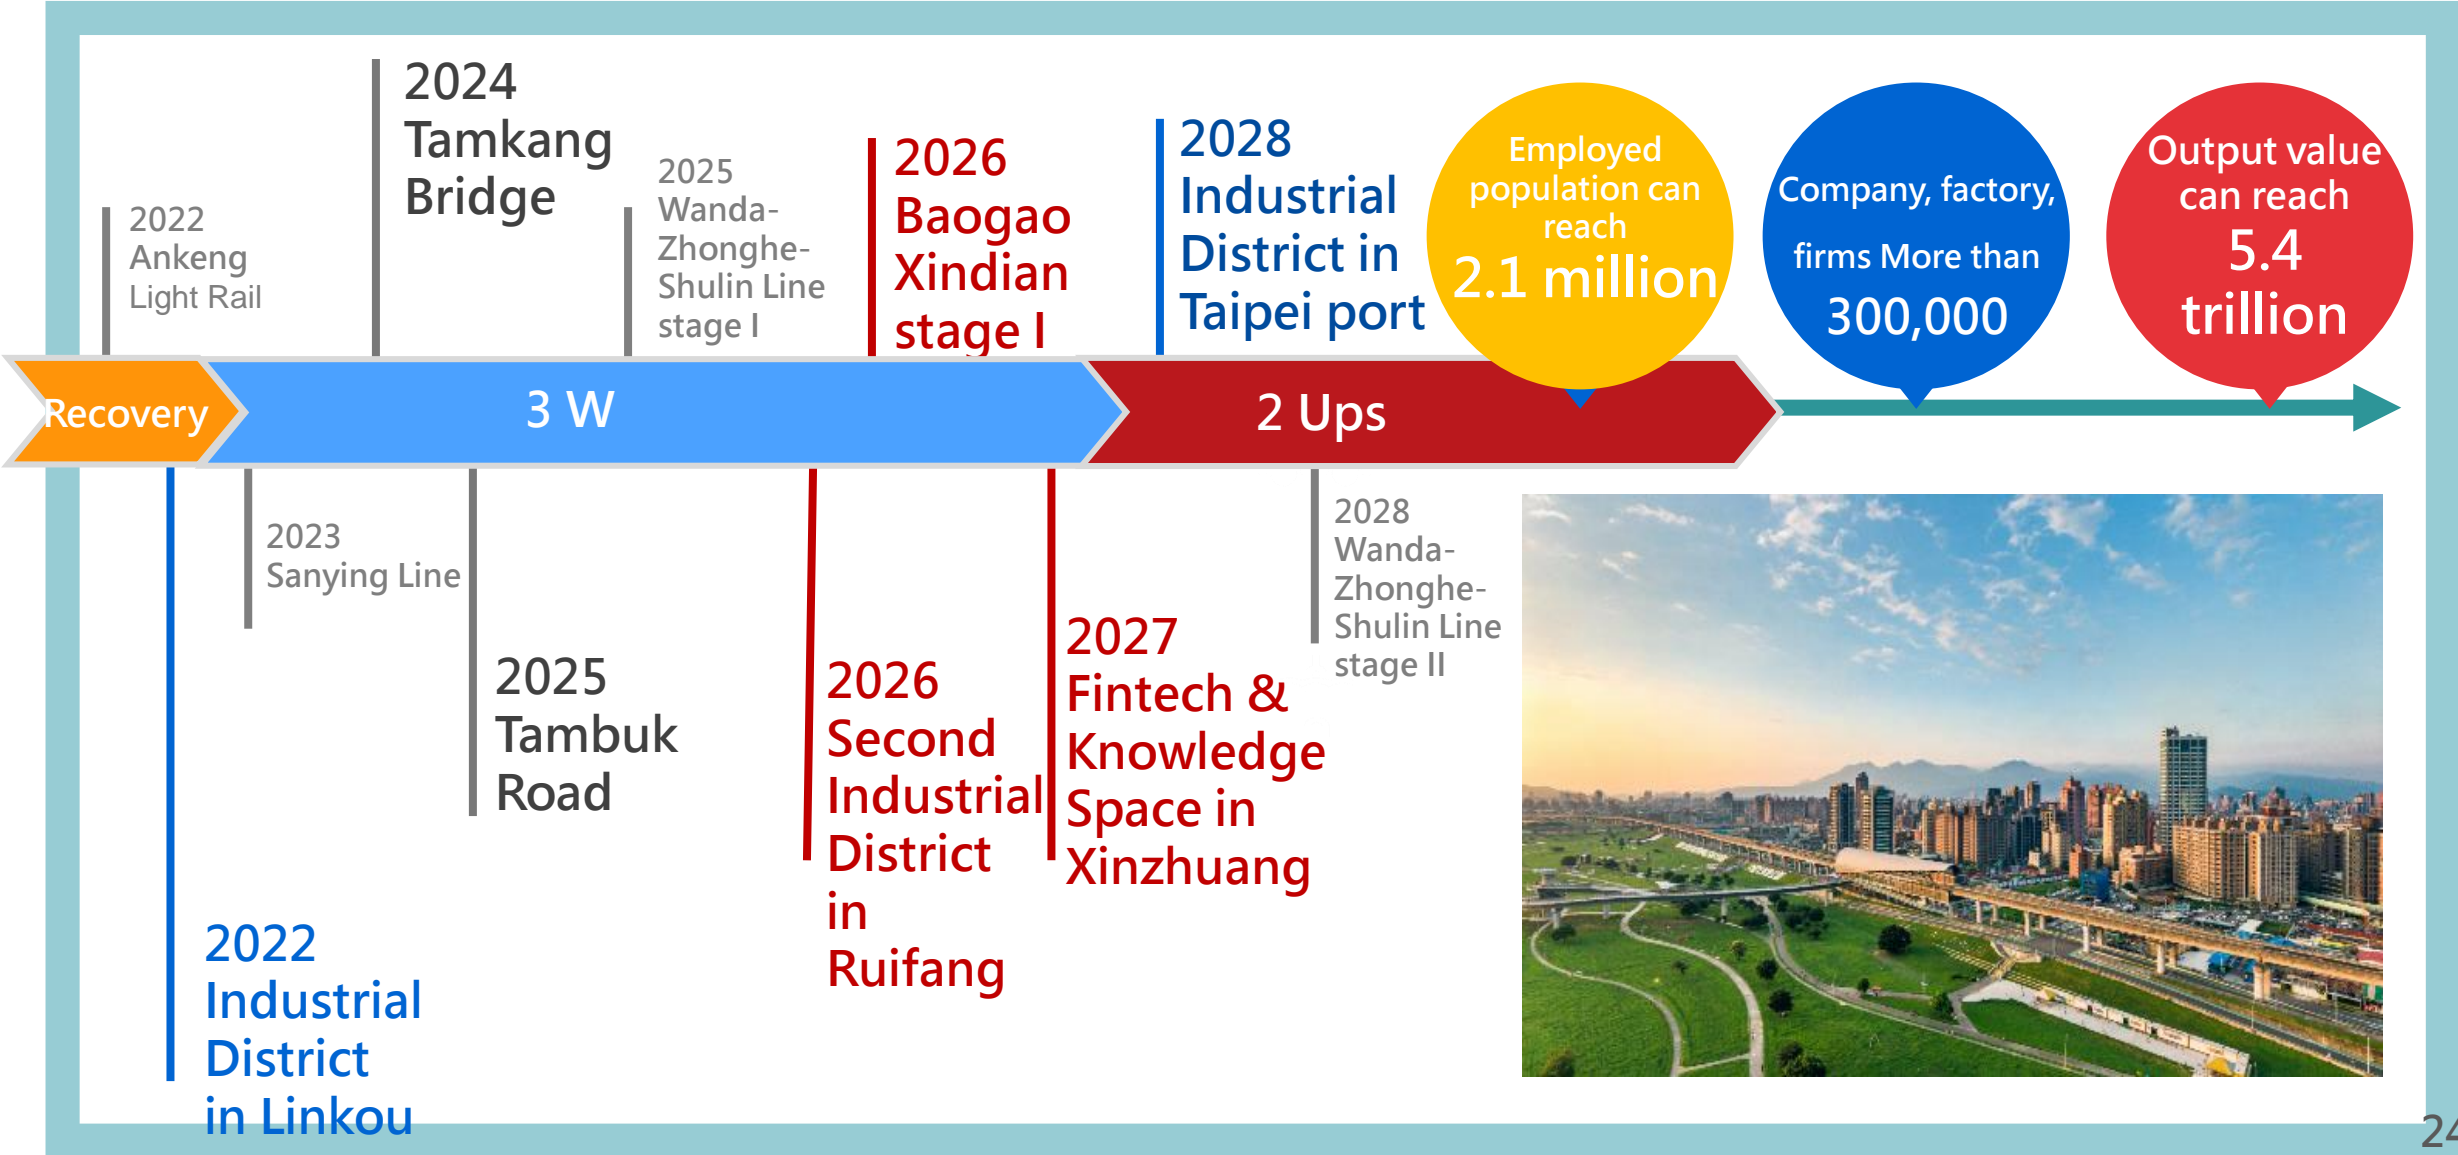 2024
Tamkang
Bridge
2022
Ankeng
Light Rail
2025
Wanda-
Zhonghe-
Shulin Line
stage I
2026
Baogao
Xindian
stage I
2028
Industrial
District in
Taipei port
Employed
population can
reach
2.1 million
Company, factory,
firms More than
300,000
Output value
can reach
5.4
trillion
Recovery
3 W
2 Ups
2022
Industrial
District
in Linkou
2023
Sanying Line
2025
Tambuk
Road
2026
Second
Industrial
District
in
Ruifang
2027
Fintech &
Knowledge
Space in
Xinzhuang
2028
Wanda-
Zhonghe-
Shulin Line
stage II
24